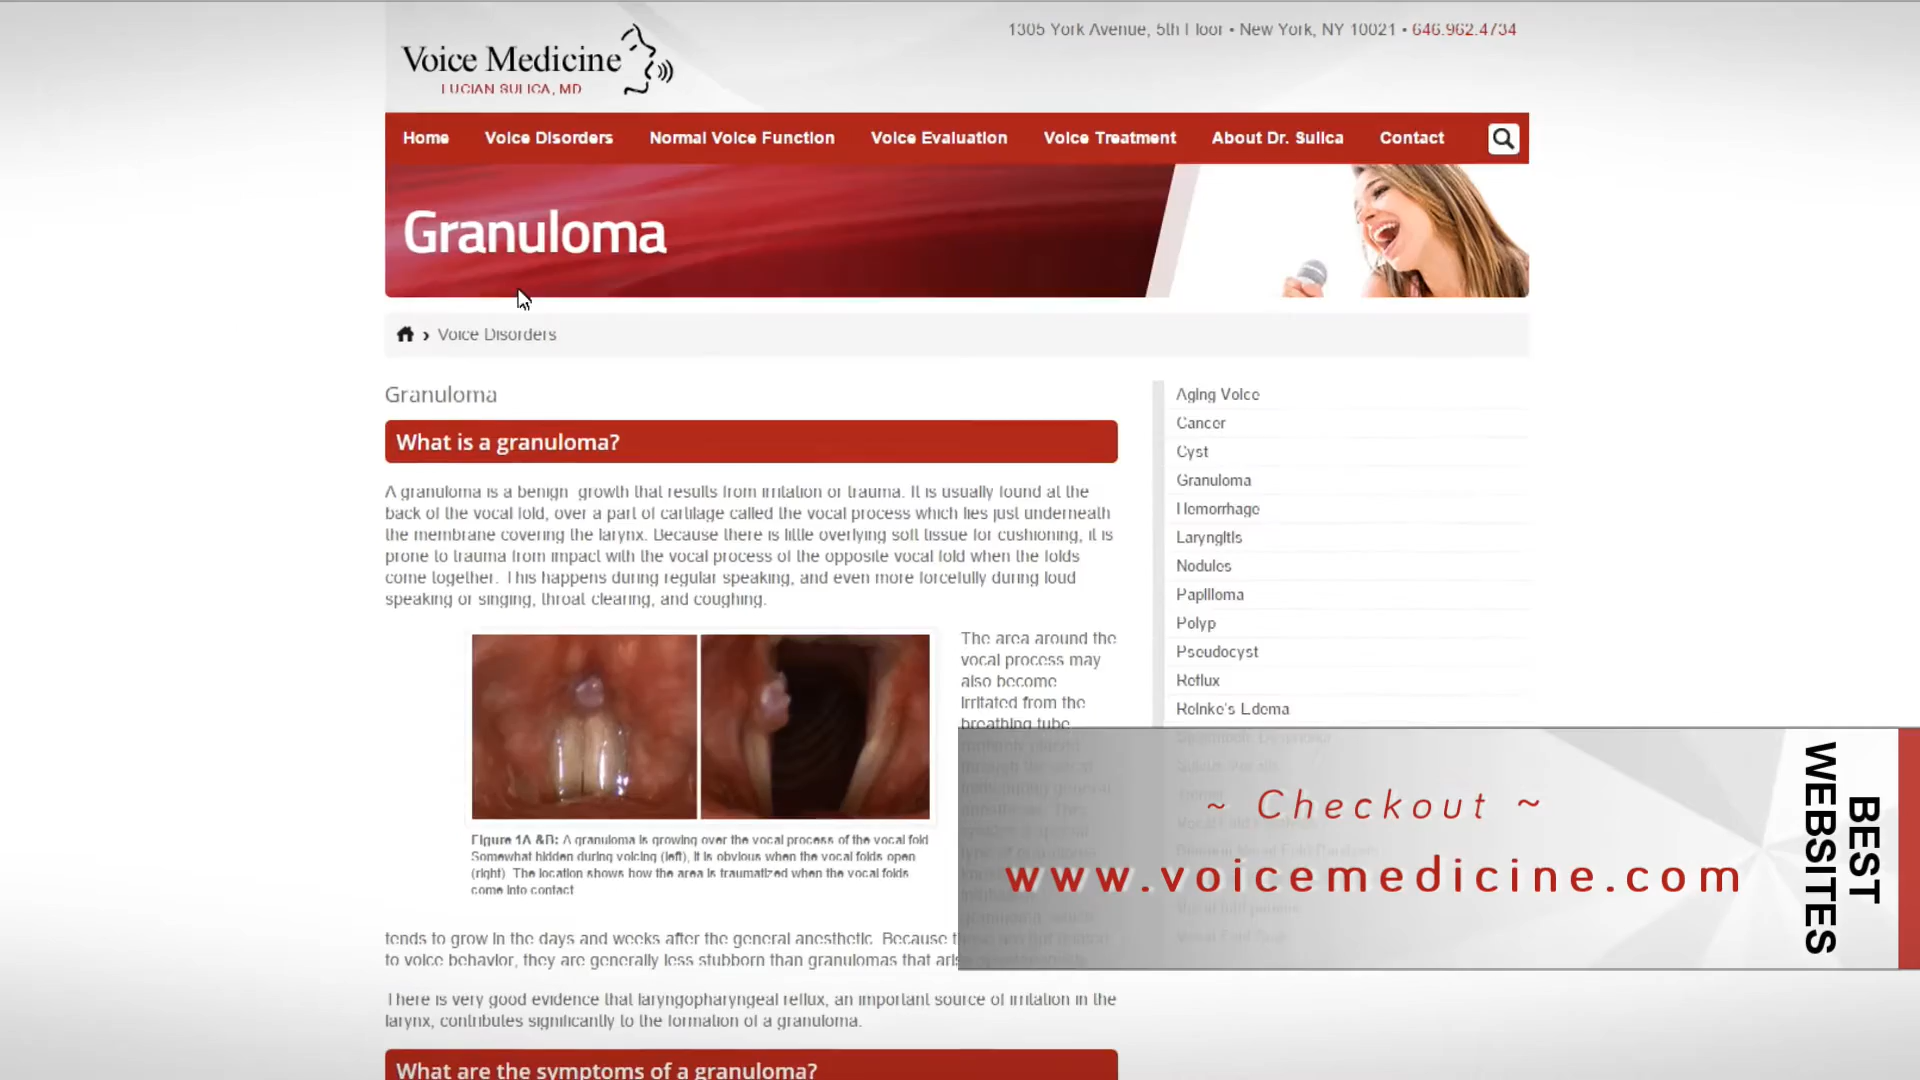 Voice Medicine
LUCIAN SULICA, MD
1305 York Avenue, 5th Floor • New York, NY 10021 • 646.962.4734
Home Voice Disorders Normal Voice Function Voice Evaluation Voice Treatment About Dr. Sulica Contact
Granuloma
› Voice Disorders
Granuloma
What is a granuloma?
A granuloma is a benign growth that results from irritation or trauma. It is usually found at the
back of the vocal fold, over a part of cartilage called the vocal process which lies just underneath
the membrane covering the larynx. Because there is little overlying soft tissue for cushioning, it is
prone to trauma from impact with the vocal process of the opposite vocal fold when the folds
come together. This happens during regular speaking, and even more forcefully during loud
speaking or singing, throat clearing, and coughing.
The area around the
vocal process may
also become
irritated from the
breathing tube
Figure 1A &B: A granuloma is growing over the vocal process of the vocal fold
Somewhat hidden during voicing (left), it is obvious when the vocal folds open
(right) The location shows how the area is traumatized when the vocal folds
come into contact
tends to grow in the days and weeks after the general anesthetic. Because
to voice behavior, they are generally less stubborn than granulomas that
There is very good evidence that laryngopharyngeal reflux, an important source of irritation in the
larynx, contributes significantly to the formation of a granuloma.
What are the symptoms of a granuloma?
Aging Voice
Cancer
Cyst
Granuloma
Hemorrhage
Laryngitis
Nodules
Papilloma
Polyp
Pseudocyst
Reflux
Reinke's Edema
~ Checkout ~
www.voicemedicine.com
BEST
WEBSITES